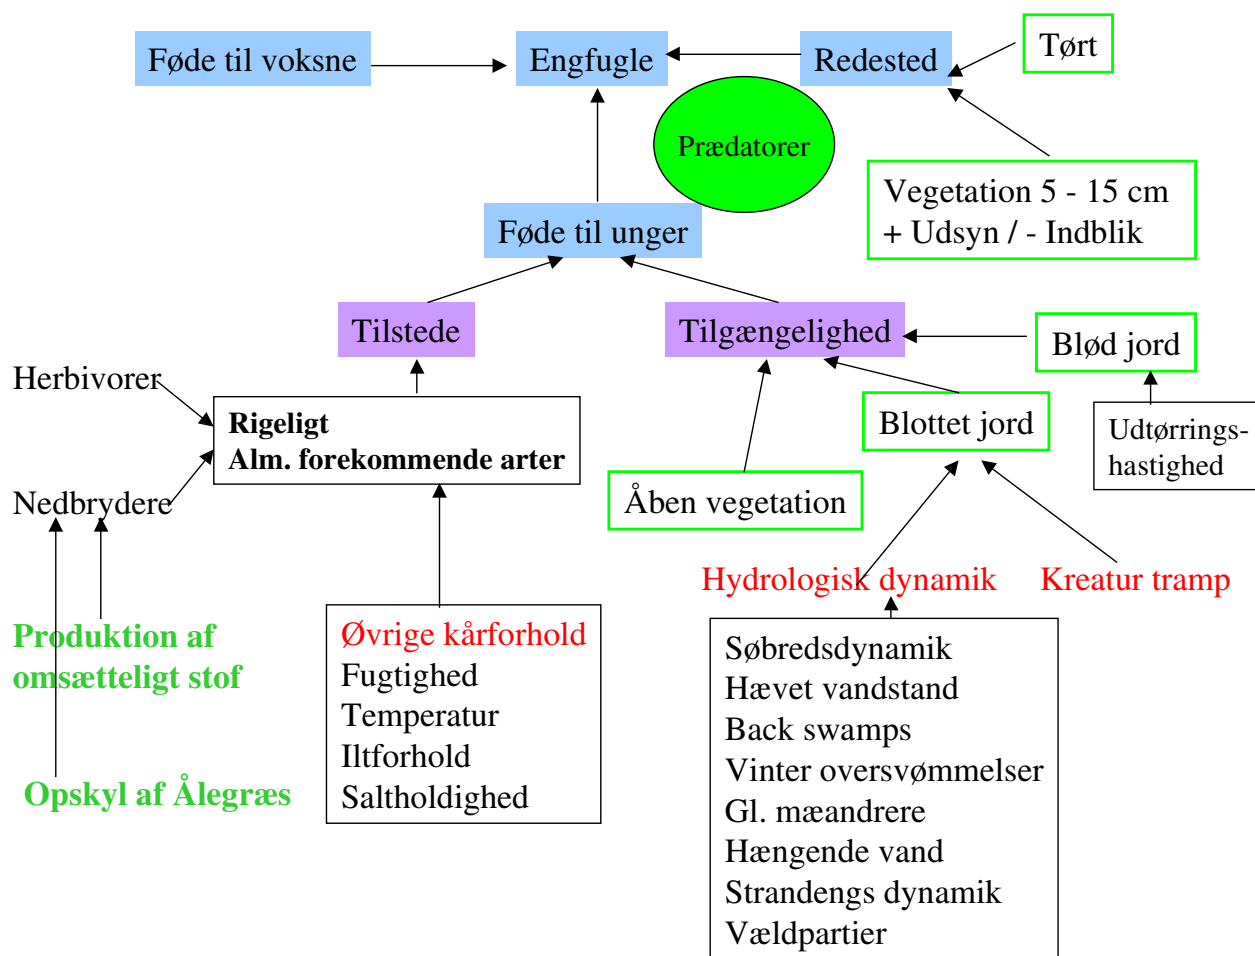 Føde til voksne
Engfugle
Redested
Tørt
Prædatorer
Vegetation 5 - 15 cm
+ Udsyn / - Indblik
Føde til unger
Tilstede
Tilgængelighed
Blød jord
Herbivorer
Rigeligt
Alm. forekommende arter
Blottet jord
Udtørrings-
hastighed
Nedbrydere
Åben vegetation
Hydrologisk dynamik
Kreatur tramp
Produktion af
omsætteligt stof
Opskyl af Ålegræs
Øvrige kårforhold
Fugtighed
Temperatur
Iltforhold
Saltholdighed
Søbredsdynamik
Hævet vandstand
Back swamps
Vinter oversvømmelser
Gl. mæandrere
Hængende vand
Strandengs dynamik
Vældpartier